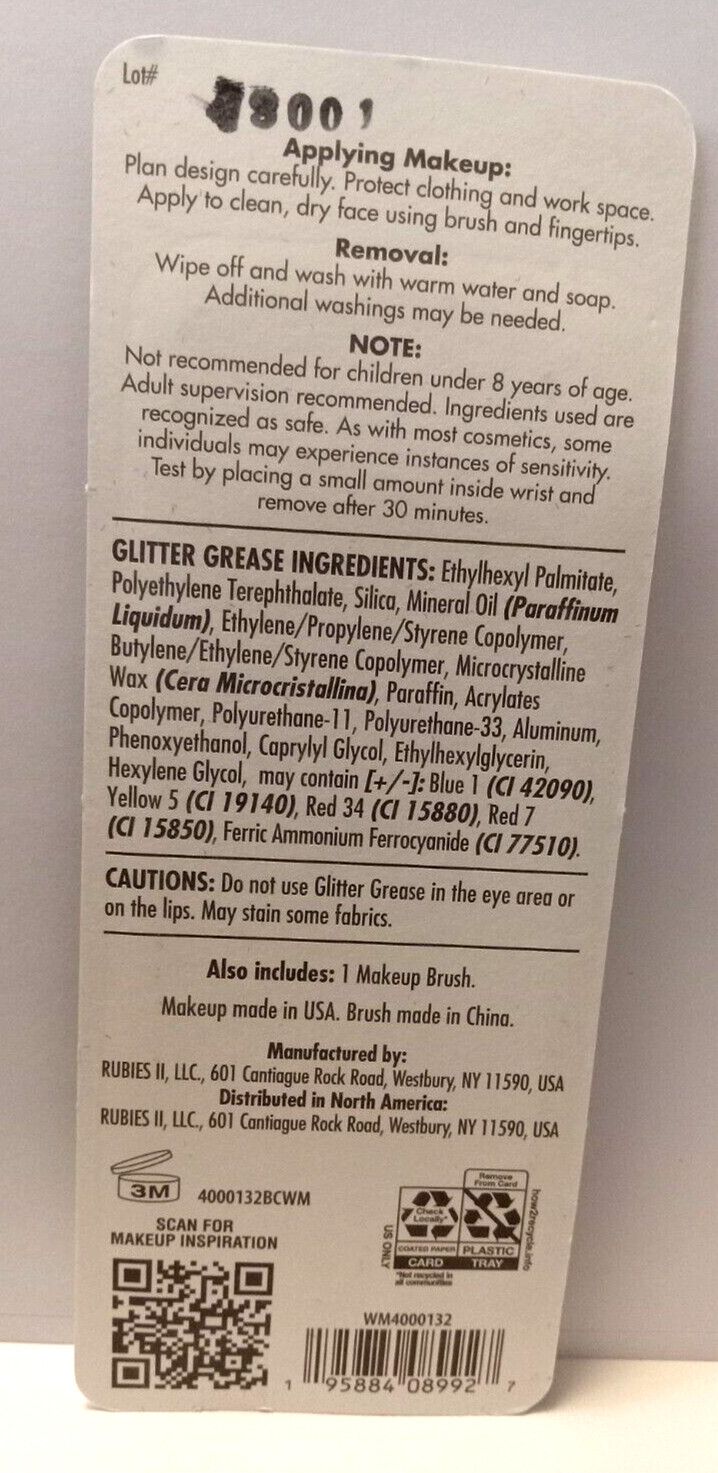 Lot#
Applying Makeup:
Plan design carefully. Protect clothing and work space.
Apply to clean, dry face using brush and fingertips.
Removal:
Wipe off and wash with warm water and soap.
Additional washings may be needed.
NOTE:
Not recommended for children under 8 years of age.
Adult supervision recommended. Ingredients used are
recognized as safe. As with most cosmetics, some
individuals may experience instances of sensitivity.
Test by placing a small amount inside wrist and
remove after 30 minutes.
GLITTER GREASE INGREDIENTS: Ethylhexyl Palmitate,
Polyethylene Terephthalate, Silica, Mineral Oil (Paraffinum
Liquidum), Ethylene/Propylene/Styrene Copolymer,
Butylene/Ethylene/Styrene Copolymer, Microcrystalline
Wax (Cera Microcristallina), Paraffin, Acrylates
Copolymer, Polyurethane-11, Polyurethane-33, Aluminum,
Phenoxyethanol, Caprylyl Glycol, Ethylhexylglycerin,
Hexylene Glycol, may contain [+/-]: Blue 1 (CI 42090),
Yellow 5 (CI 19140), Red 34 (CI 15880), Red 7
(CI 15850), Ferric Ammonium Ferrocyanide (CI 77510).
CAUTIONS: Do not use Glitter Grease in the eye area or
on the lips. May stain some fabrics.
Also includes: 1 Makeup Brush.
Makeup made in USA. Brush made in China.
Manufactured by:
RUBIES II, LLC., 601 Cantiague Rock Road, Westbury, NY 11590, USA
Distributed in North America:
RUBIES II, LLC., 601 Cantiague Rock Road, Westbury, NY 11590, USA
3M
4000132BCWM
SCAN FOR
MAKEUP INSPIRATION
Remove
From Card
Check
Locally*
US ONLY
how2recycle.info
COATED PAPER PLASTIC
CARD TRAY
*Not recycled in
all communities
WM4000132
1 95884 08992 7